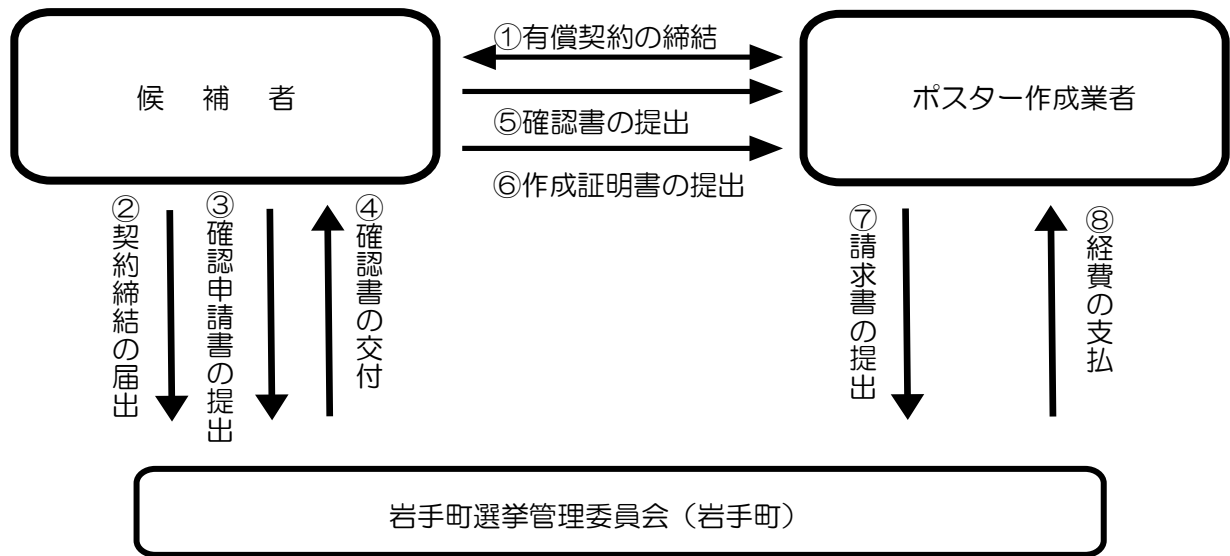 ①有償契約の締結
候 補 者
ポスター作成業者
⑤確認書の提出
⑥作成証明書の提出
②契約締結の届出
③確認申請書の提出
④確認書の交付
⑦請求書の提出
⑧経費の支払
岩手町選挙管理委員会（岩手町）